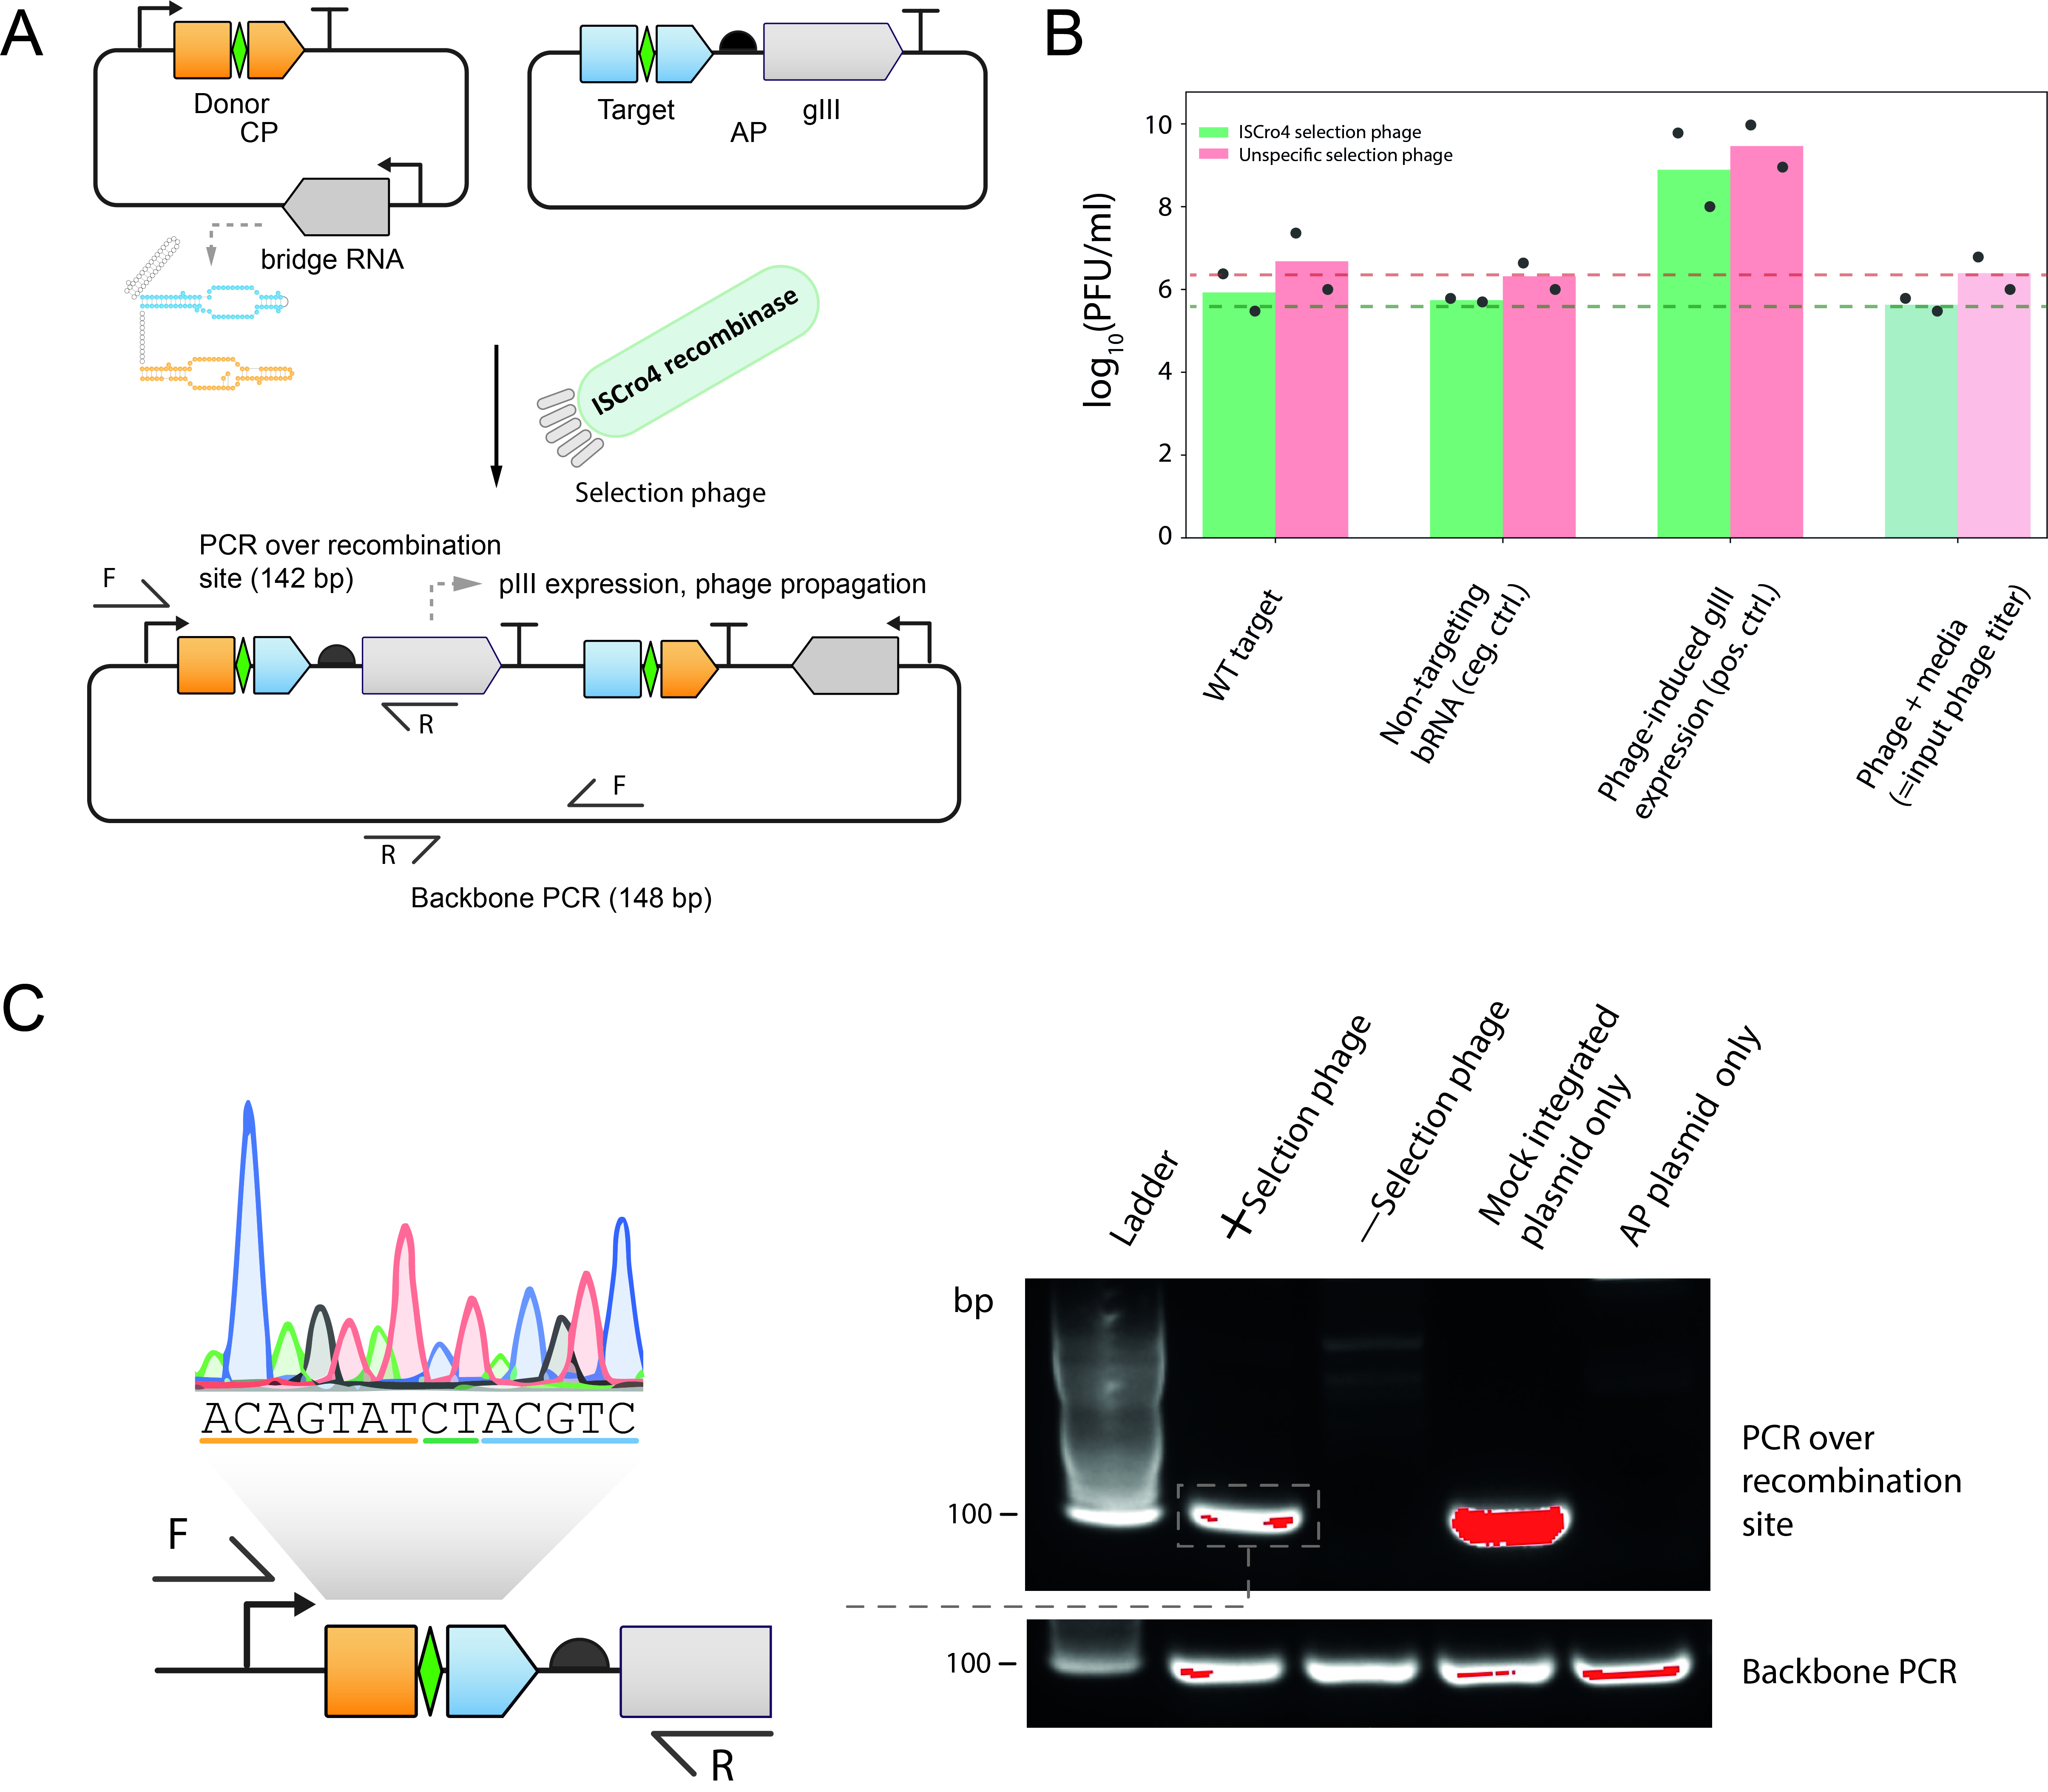 A
Donor
CP
Target
gIII
AP
bridge RNA
ISCro4 recombinase
Selection phage
PCR over recombination
site (142 bp)
F
pIII expression, phage propagation
R
F
R
Backbone PCR (148 bp)
B
log10(PFU/ml)
10
8
6
4
2
0
ISCro4 selection phage
Unspecific selection phage
WT target
Non-targeting
bRNA (ceg. ctrl.)
Phage-induced gIII
expression (pos. ctrl.)
Phage + media
(=input phage titer)
C
ACAGTATCTACGTC
F
R
Ladder
+Selction phage
–Selection phage
Mock integrated
plasmid only
AP plasmid only
bp
100
PCR over
recombination
site
100
Backbone PCR